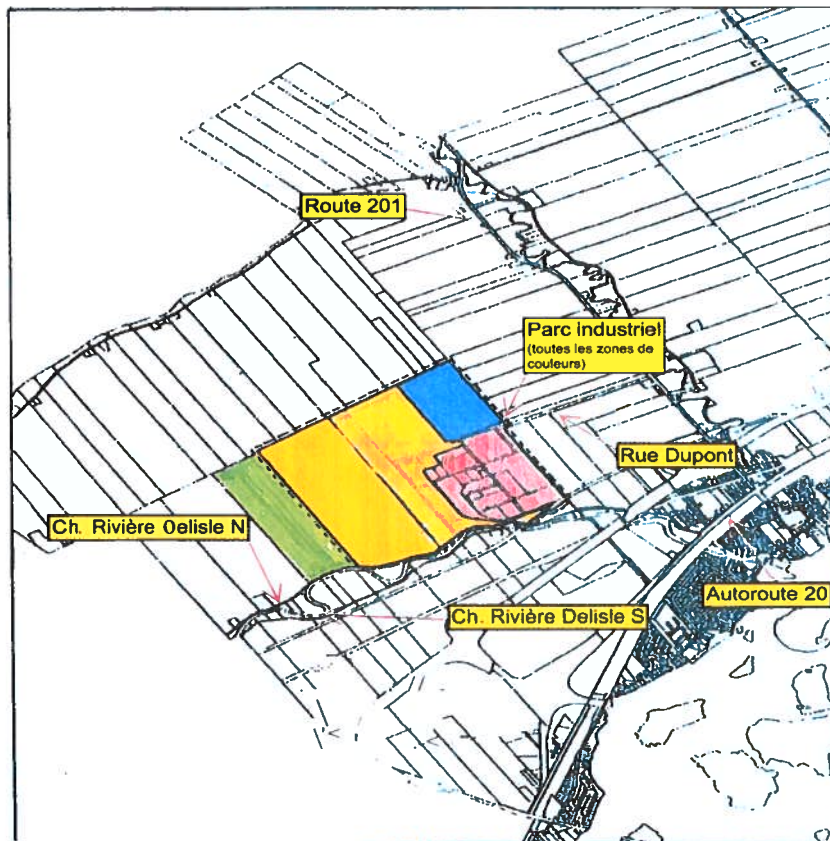 Route 201
Parc industriel
(toutes les zones de
couleurs)
Rue Dupont
Ch. Rivière 0elisle N
Autoroute 20
Ch. Rivière Delisle S